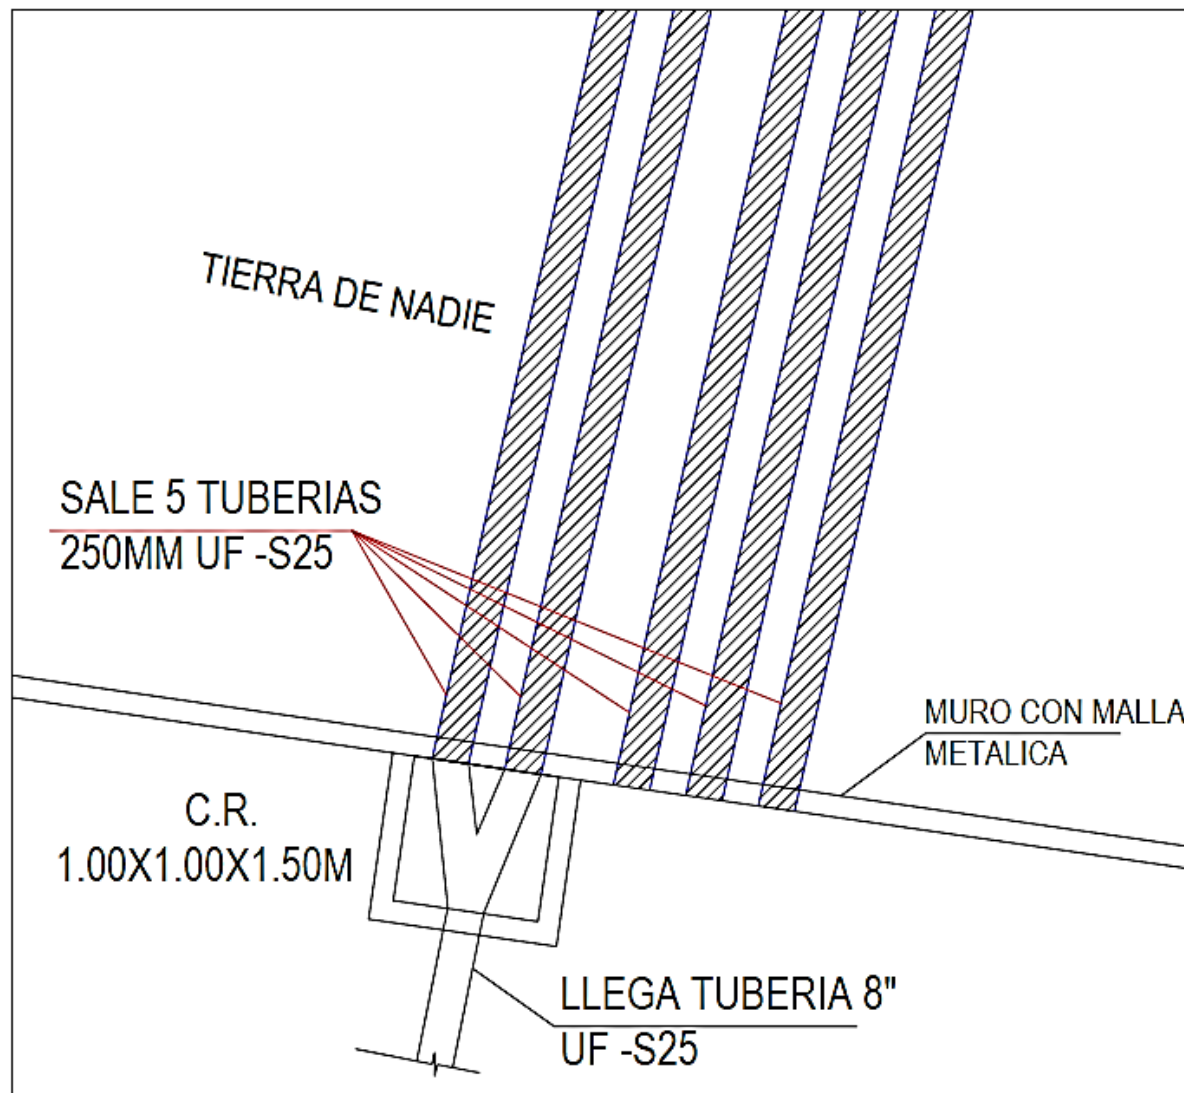 TIERRA DE NADIE
SALE 5 TUBERIAS
250MM UF -S25
MURO CON MALLA
METALICA
C.R.
1.00X1.00X1.50M
LLEGA TUBERIA 8"
UF -S25